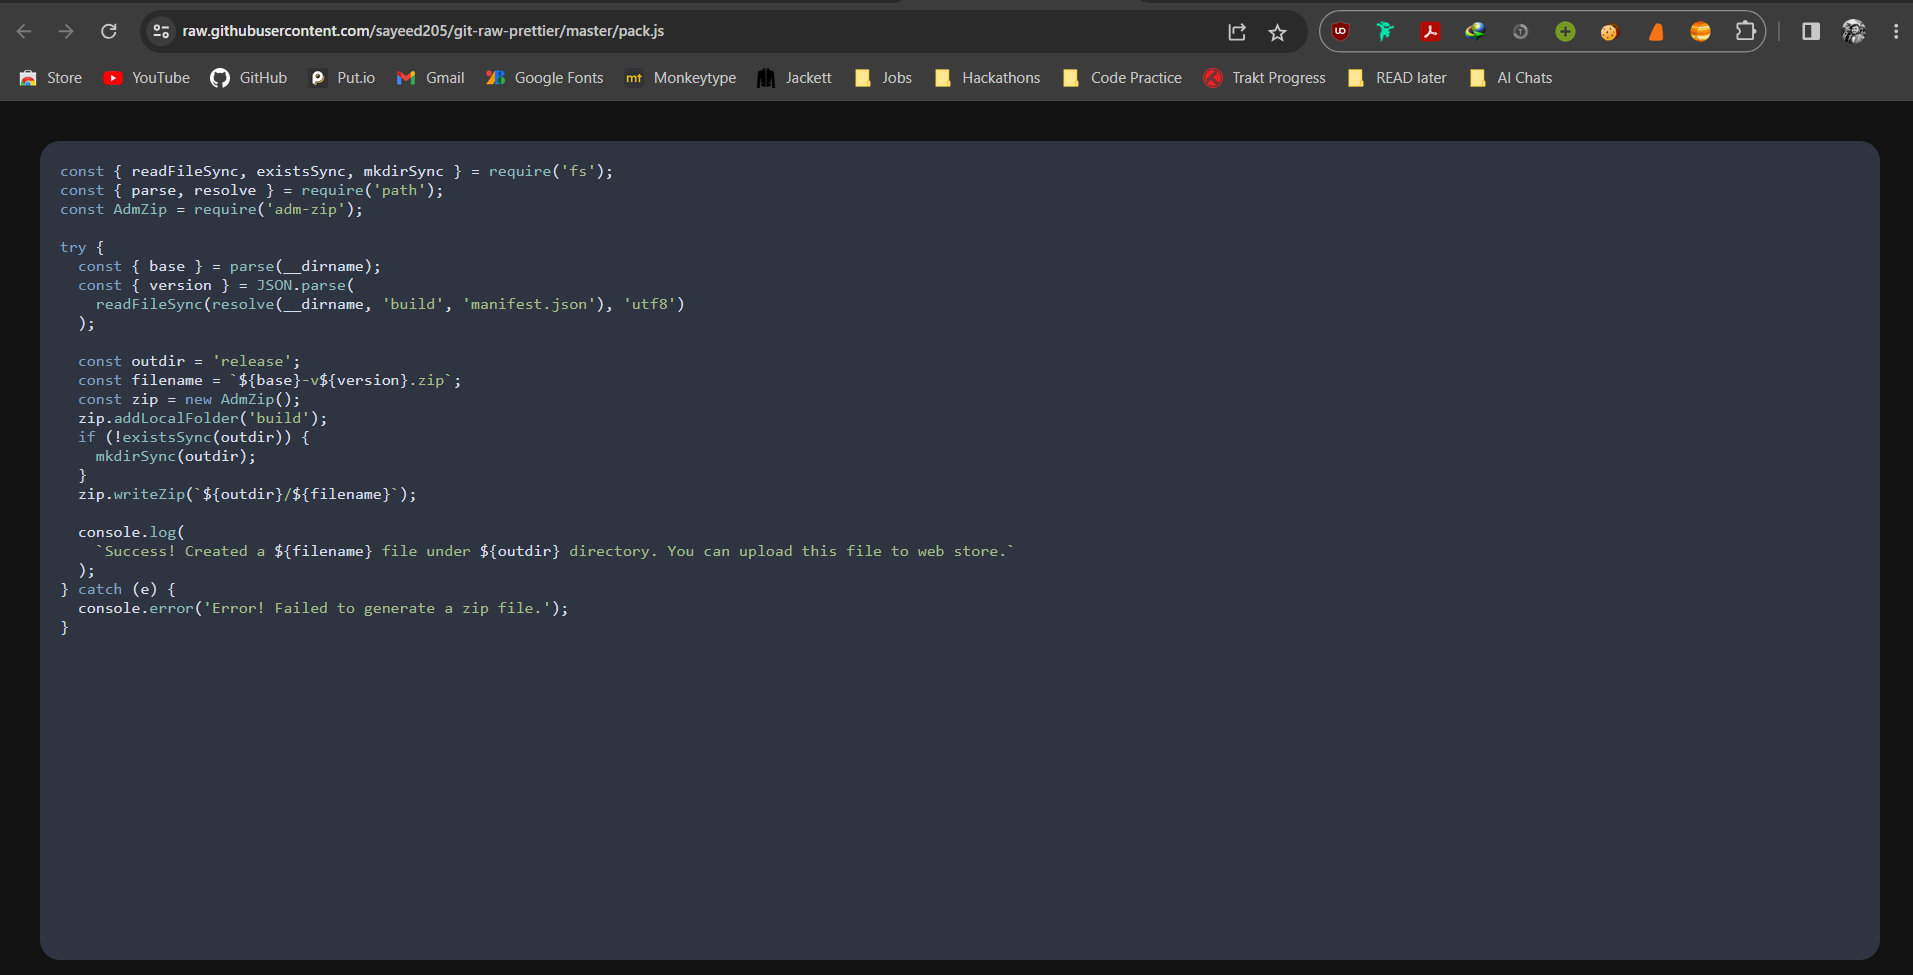 raw.githubusercontent.com/sayeed205/git-raw-prettier/master/pack.js
Store YouTube GitHub Put.io Gmail Google Fonts mt Monkeytype Jackett Jobs Hackathons Code Practice Trakt Progress READ later AI Chats
const { readFileSync, existsSync, mkdirSync } = require('fs');
const { parse, resolve } = require('path');
const AdmZip = require('adm-zip');

try {
  const { base } = parse(__dirname);
  const { version } = JSON.parse(
    readFileSync(resolve(__dirname, 'build', 'manifest.json'), 'utf8')
  );

  const outdir = 'release';
  const filename = `${base}-v${version}.zip`;
  const zip = new AdmZip();
  zip.addLocalFolder('build');
  if (!existsSync(outdir)) {
    mkdirSync(outdir);
  }
  zip.writeZip(`${outdir}/${filename}`);

  console.log(
    `Success! Created a ${filename} file under ${outdir} directory. You can upload this file to web store.`
  );
} catch (e) {
  console.error('Error! Failed to generate a zip file.');
}